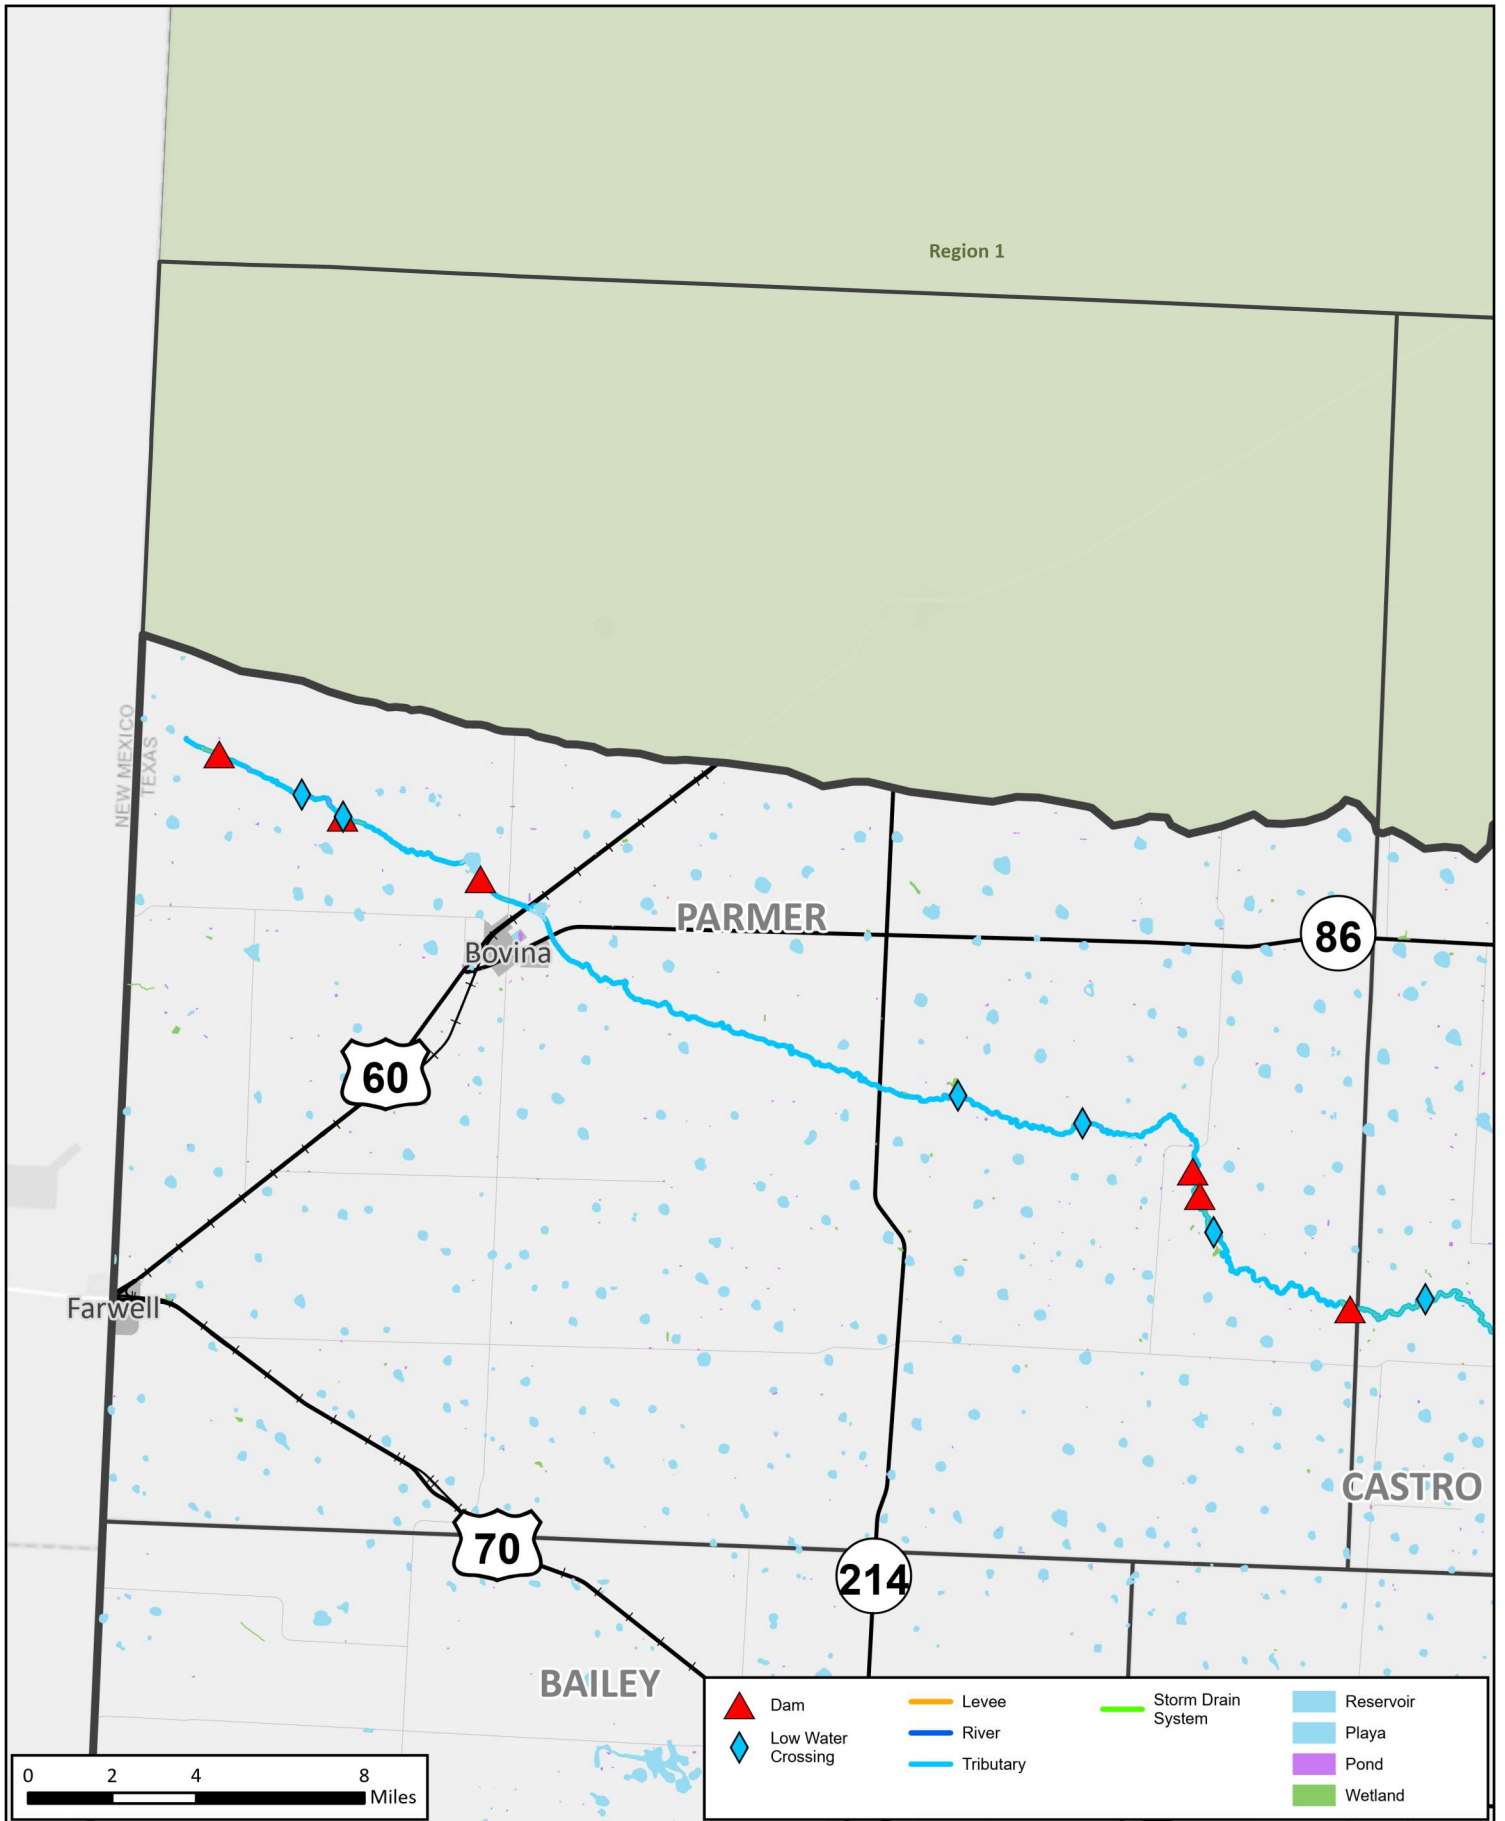 Region 1
NEW MEXICO
TEXAS
PARMER
86
Bovina
60
Farwell
CASTRO
70
214
BAILEY
Dam
Low Water
Crossing
Levee
River
Tributary
Storm Drain
System
Reservoir
Playa
Pond
Wetland
0 2 4 8
Miles